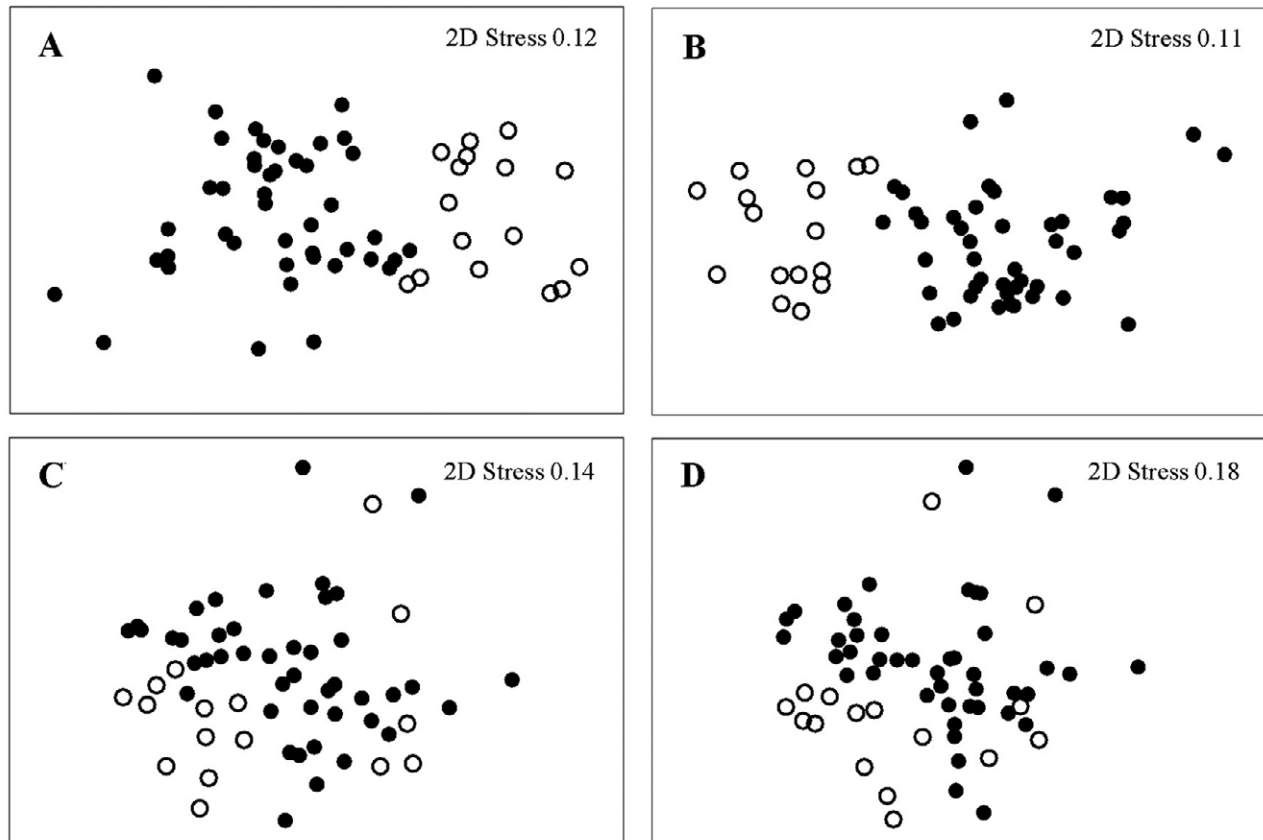 A
2D Stress 0.12
B
2D Stress 0.11
C
2D Stress 0.14
D
2D Stress 0.18